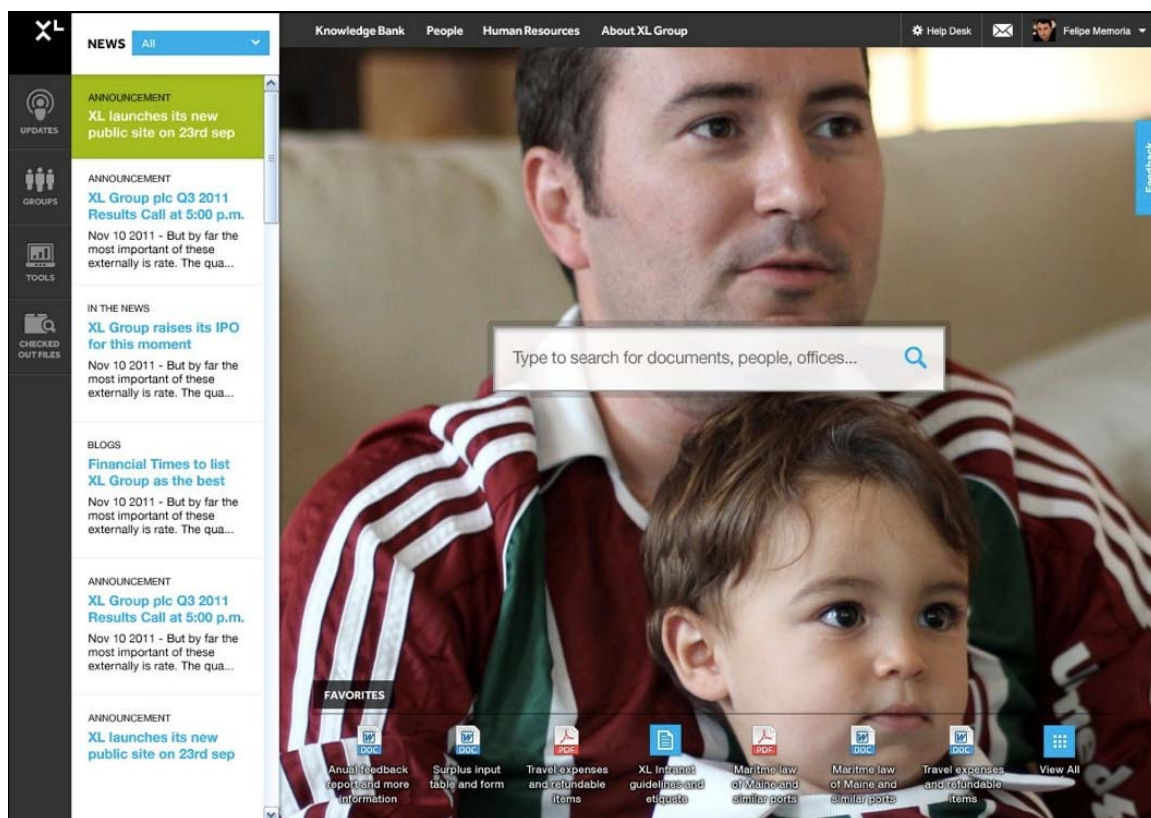 XL
NEWS
All
Knowledge Bank
People
Human Resources
About XL Group
Help Desk
Felipe Memoria
UPDATES
GROUPS
TOOLS
CHECKED
OUT FILES
ANNOUNCEMENT
XL launches its new
public site on 23rd sep
ANNOUNCEMENT
XL Group plc Q3 2011
Results Call at 5:00 p.m.
Nov 10 2011 - But by far the
most important of these
externally is rate. The qua...
IN THE NEWS
XL Group raises its IPO
for this moment
Nov 10 2011 - But by far the
most important of these
externally is rate. The qua...
BLOGS
Financial Times to list
XL Group as the best
Nov 10 2011 - But by far the
most important of these
externally is rate. The qua...
ANNOUNCEMENT
XL Group plc Q3 2011
Results Call at 5:00 p.m.
Nov 10 2011 - But by far the
most important of these
externally is rate. The qua...
ANNOUNCEMENT
XL launches its new
public site on 23rd sep
Feedback
Type to search for documents, people, offices...
FAVORITES
DOC
Anual feedback
report and more
information
DOC
Surplus input
table and form
PDF
Travel expenses
and refundable
items
XL Intranet
guidelines and
etiquete
PDF
Maritme law
of Maine and
similar ports
DOC
Maritme law
of Maine and
similar ports
DOC
Travel expenses
and refundable
items
View All